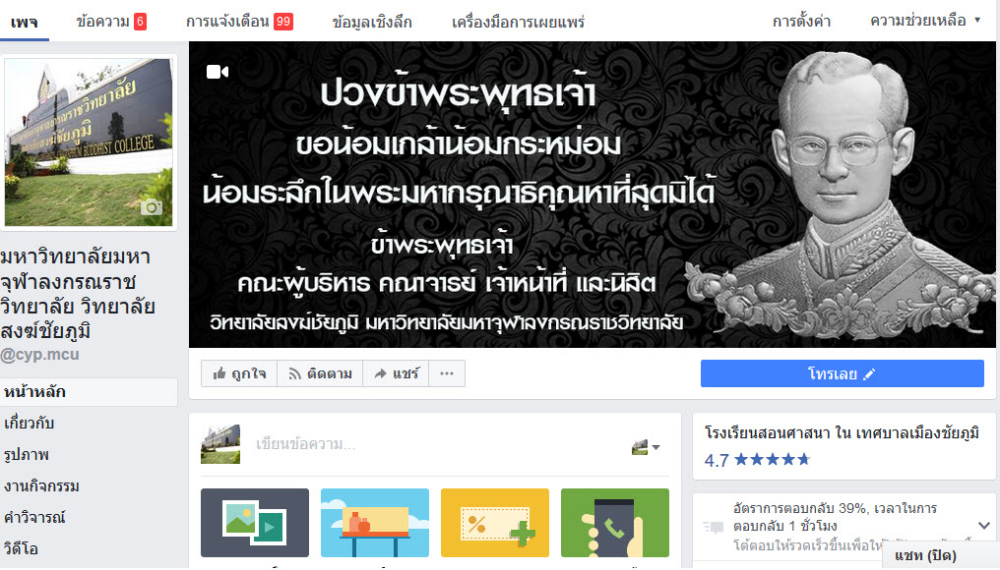 เพจ
ข้อความ 6
การแจ้งเตือน 99
ข้อมูลเชิงลึก
เครื่องมือการเผยแพร่
การตั้งค่า
ความช่วยเหลือ
BUDDHIST COLLEGE
มหาวิทยาลัยมหา
จุฬาลงกรณราช
วิทยาลัย วิทยาลัย
สงฆ์ชัยภูมิ
@cyp.mcu
หน้าหลัก
เกี่ยวกับ
รูปภาพ
งานกิจกรรม
คำวิจารณ์
วิดีโอ
ปวงข้าพระพุทธเจ้า
ขอน้อมเกล้าน้อมกระหม่อม
น้อมระลึกในพระมหากรุณาธิคุณหาที่สุดมิได้
ข้าพระพุทธเจ้า
คณะผู้บริหาร คณาจารย์ เจ้าหน้าที่ และนิสิต
วิทยาลัยสงฆ์ชัยภูมิ มหาวิทยาลัยมหาจุฬาลงกรณราชวิทยาลัย
ถูกใจ
ติดตาม
แชร์
โทรเลย
เขียนข้อความ...
โรงเรียนสอนศาสนา ใน เทศบาลเมืองชัยภูมิ
4.7
อัตราการตอบกลับ 39%, เวลาในการ
ตอบกลับ 1 ชั่วโมง
โต้ตอบให้รวดเร็วขึ้นเพื่อให้
แชท (ปิด)